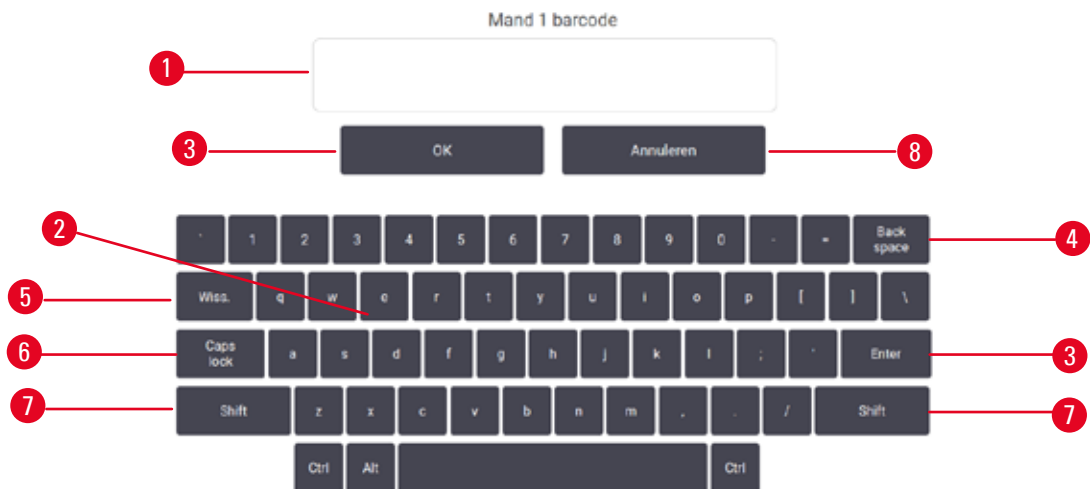 Mand 1 barcode
1
3 OK Annuleren 8
2
` 1 2 3 4 5 6 7 8 9 0 - = Back space 4
5 Wiss. q w e r t y u i o p [ ] \
6 Caps lock a s d f g h j k l ; ' Enter 3
7 Shift z x c v b n m , . / Shift 7
Ctrl Alt Ctrl